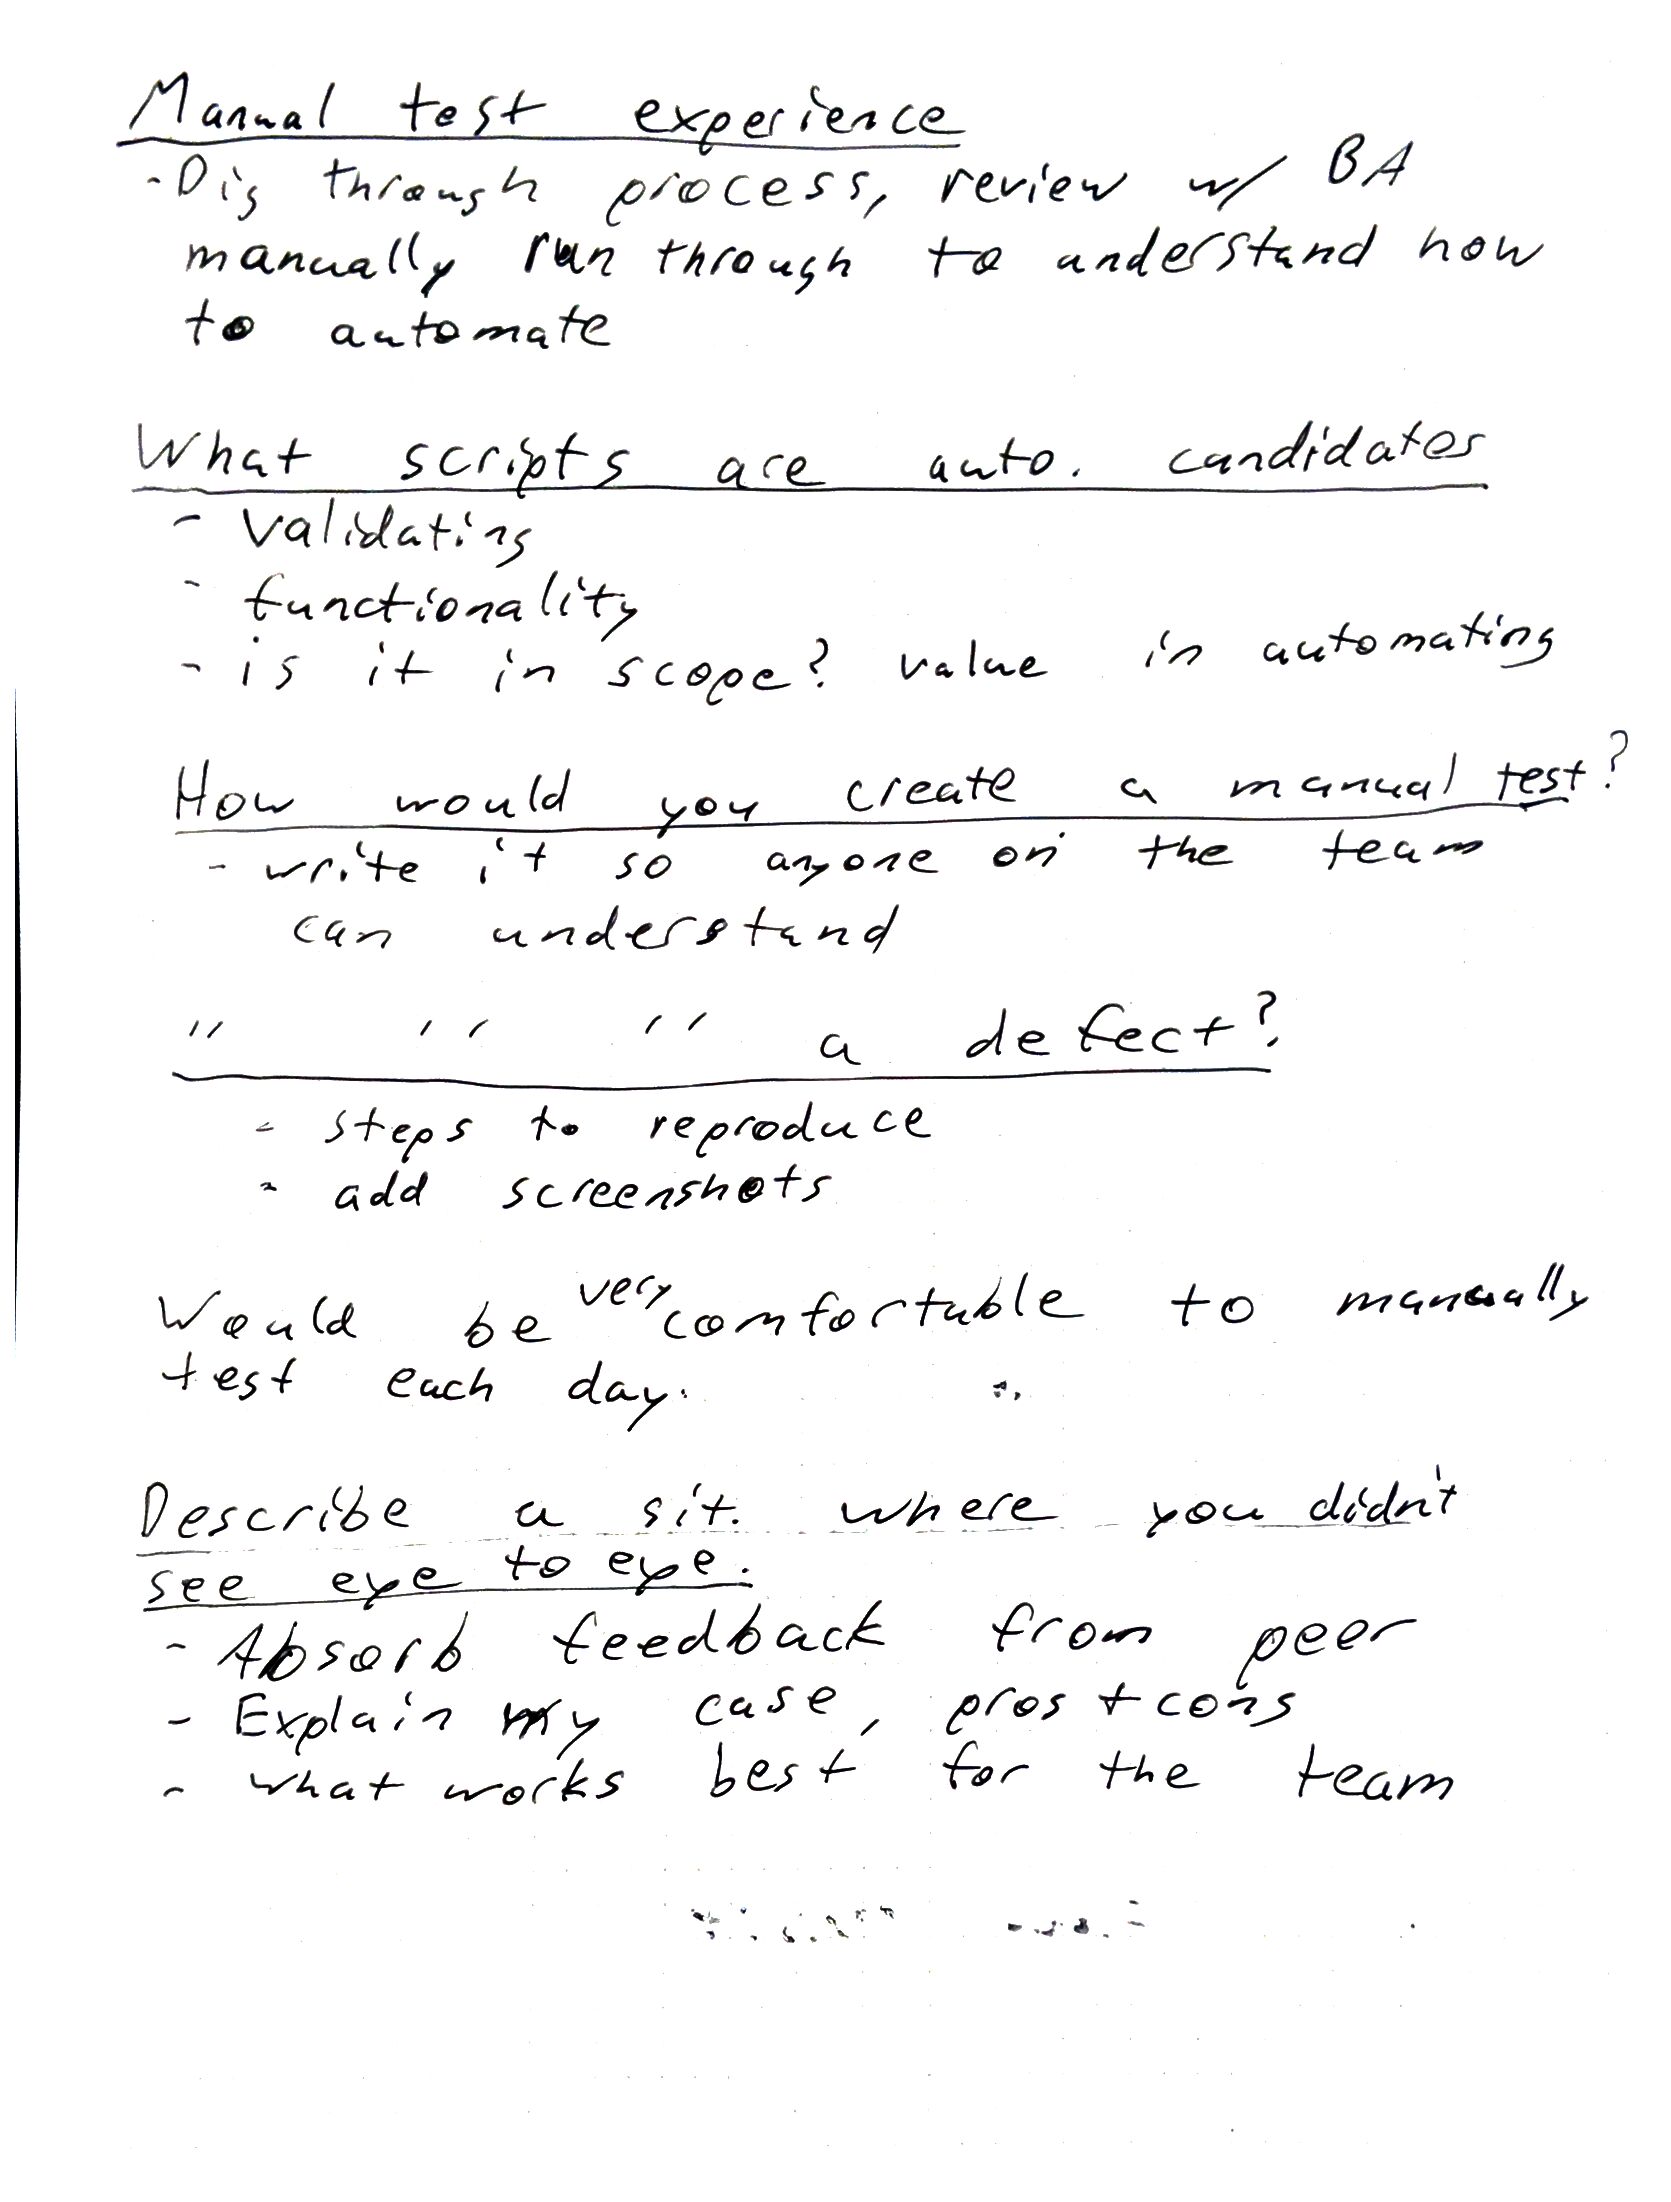 Manual test experience
-Dig through process, review w/ BA
manually run through to understand how
to automate
What scripts are auto. candidates
- validating
- functionality
- is it in scope? value in automating
How would you create a manual test?
- write it so anyone on the team
can understand
" " " a defect?
- steps to reproduce
- add screenshots
Would be very comfortable to manually
test each day.
Describe a sit. where you didn't
see eye to eye.
- Absorb feedback from peer
- Explain my case, pros + cons
- what works best for the team